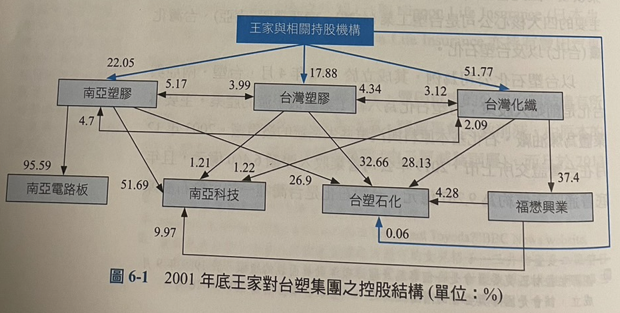 王家與相關持股機構
22.05
17.88
51.77
南亞塑膠
5.17
3.99
台灣塑膠
4.34
3.12
台灣化纖
4.7
2.09
95.59
1.21
1.22
32.66
28.13
37.4
南亞電路板
51.69
南亞科技
26.9
台塑石化
4.28
福懋興業
9.97
0.06
圖 6-1 2001 年底王家對台塑集團之控股結構 (單位：%)